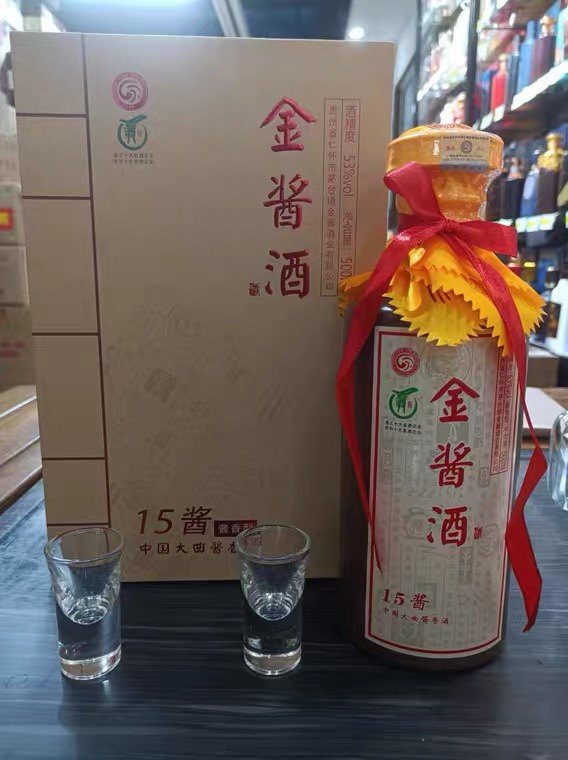 金酱酒
酒精度 53%vol 净含量 500
贵州省仁怀市茅台镇金酱酒业有限公司
15酱 酱香型
中国大曲酱香
金酱酒
15酱
中国大曲酱香酒